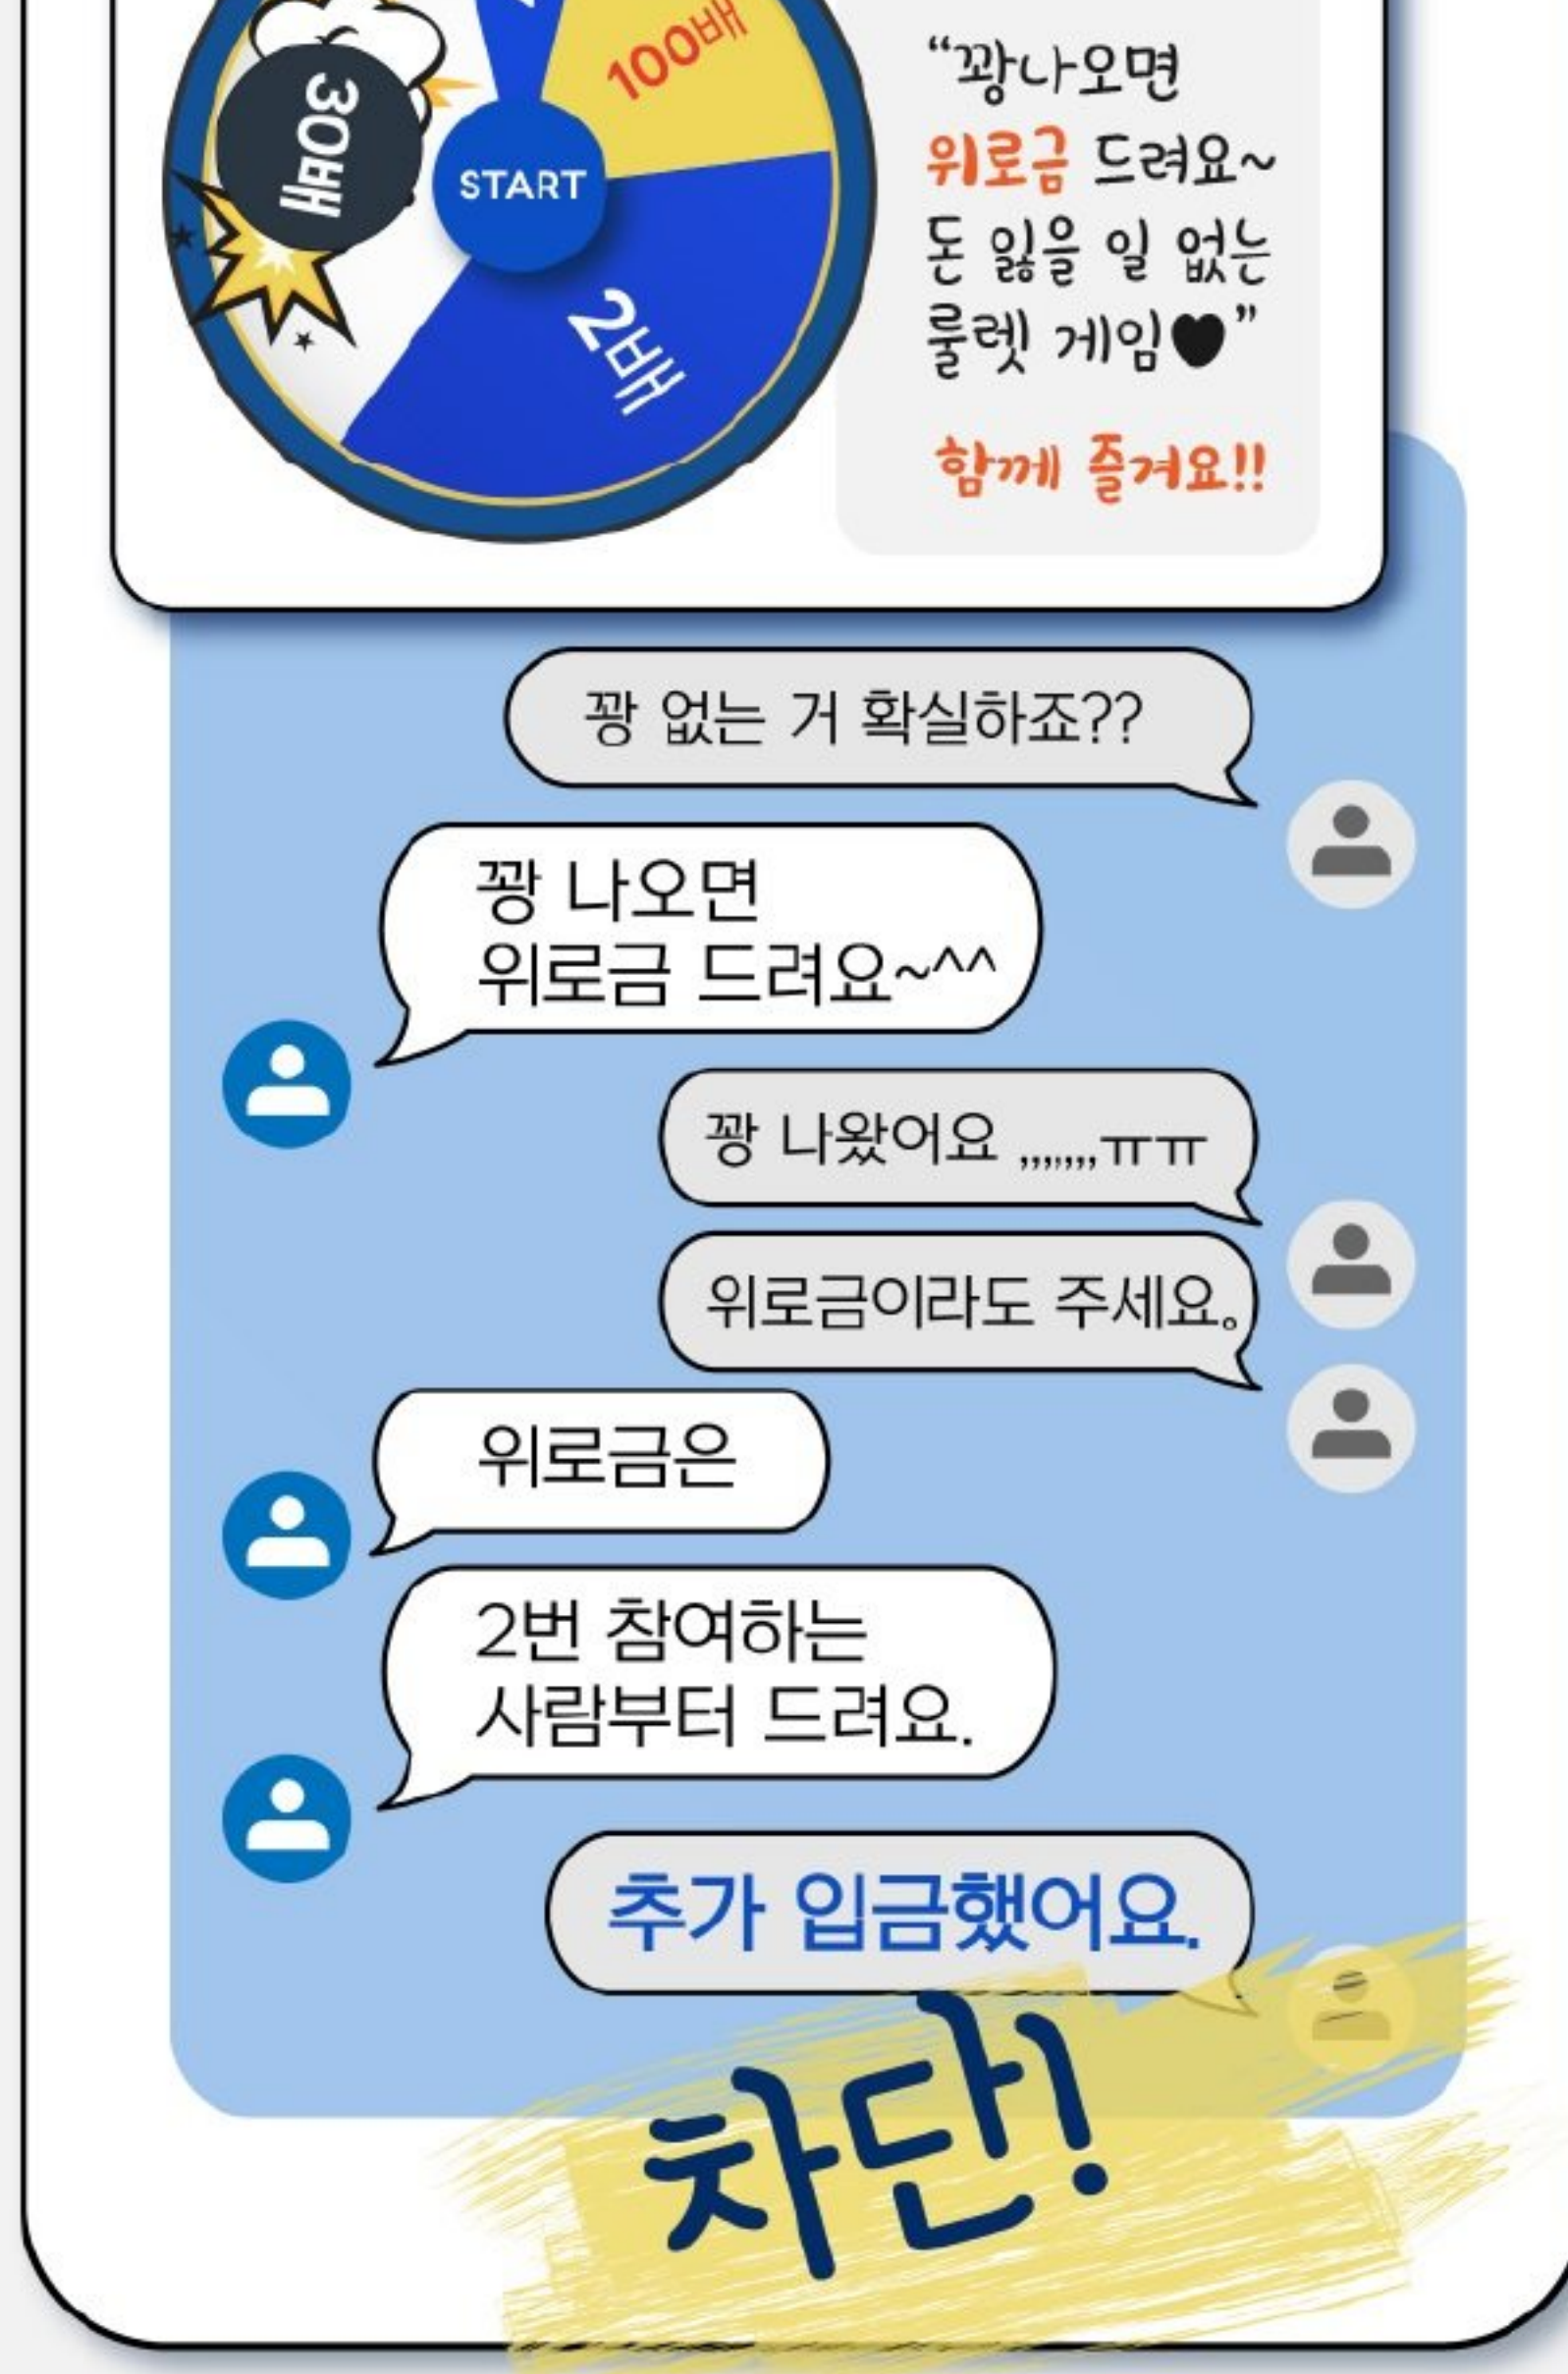 100배
30배
START
2배
“꽝나오면
위로금 드려요~
돈 잃을 일 없는
룰렛 게임♥”
함께 즐겨요!!
꽝 없는 거 확실하죠??
꽝 나오면
위로금 드려요~^^
꽝 나왔어요 ,,,,,,,ㅠㅠ
위로금이라도 주세요。
위로금은
2번 참여하는
사람부터 드려요.
추가 입금했어요.
차단!